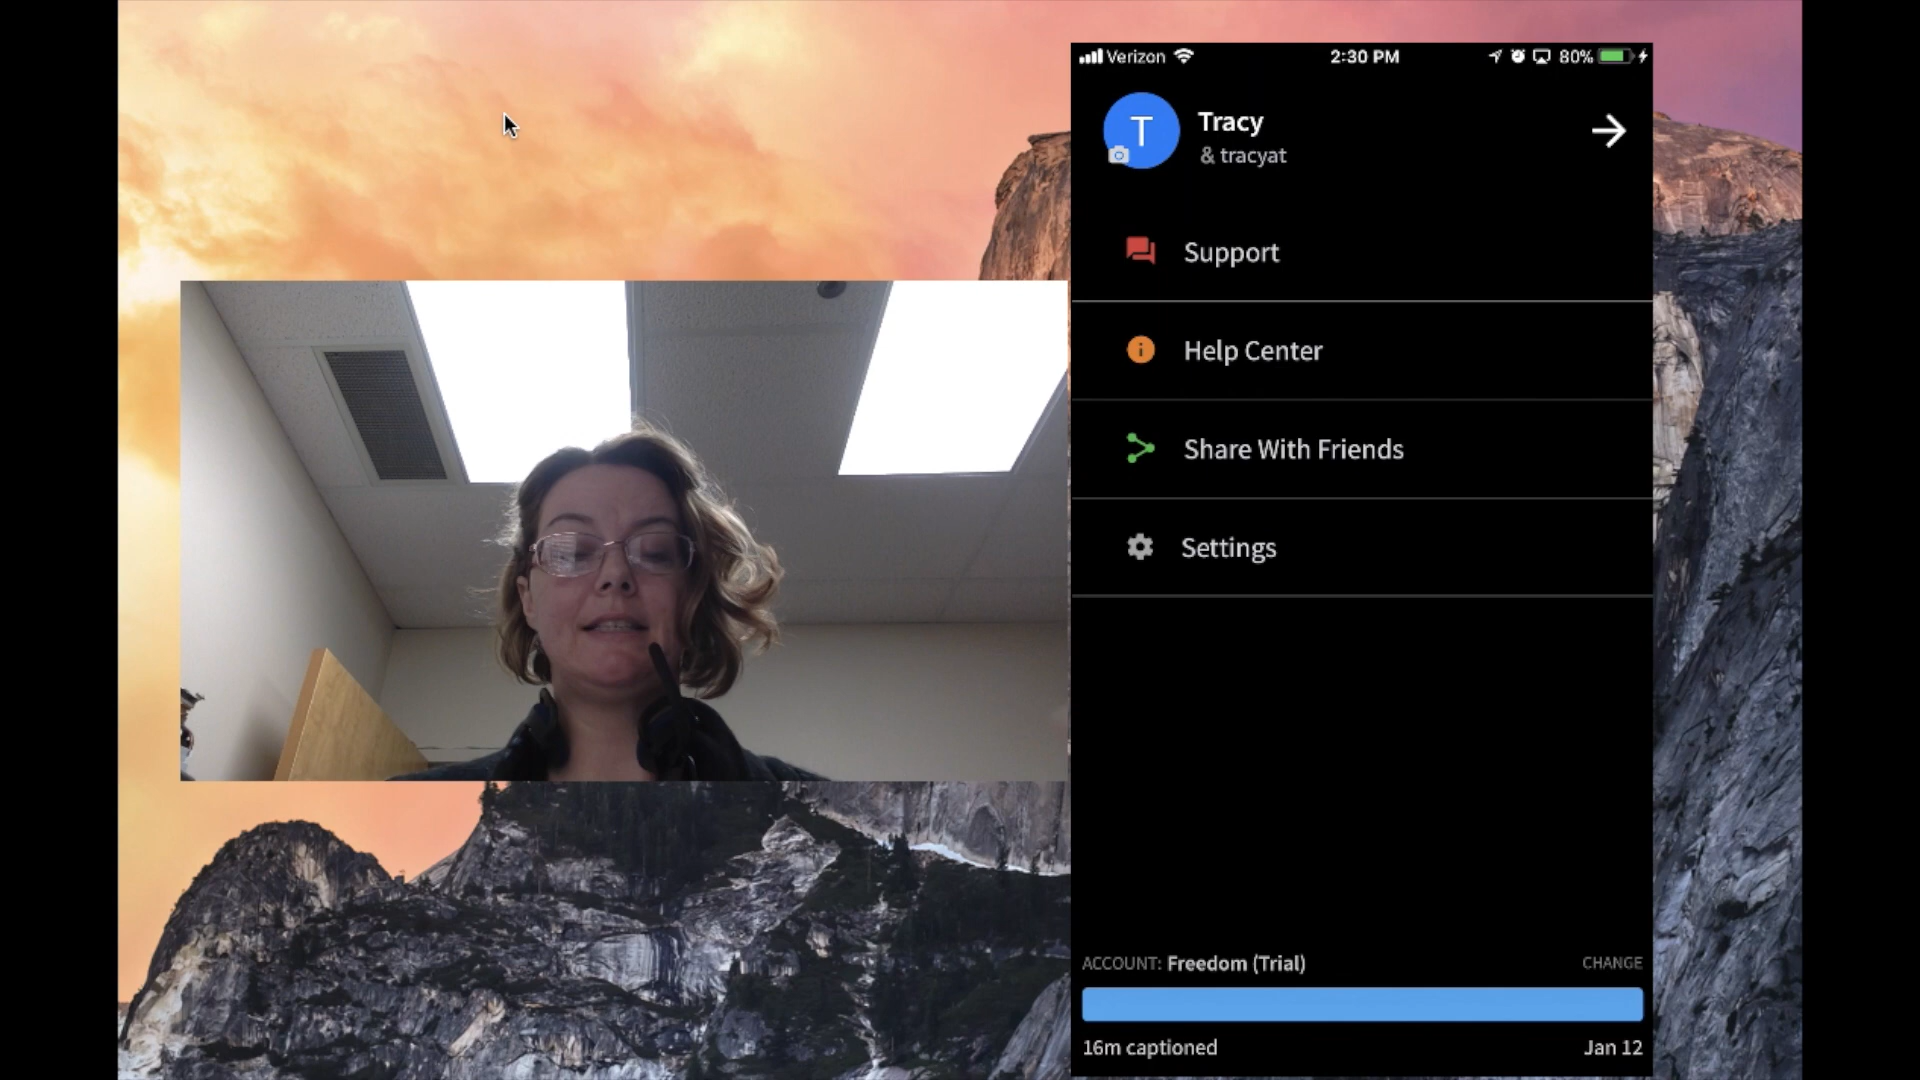 Verizon 2:30 PM 80%
T
Tracy
& tracyat
Support
Help Center
Share With Friends
Settings
ACCOUNT: Freedom (Trial) CHANGE
16m captioned Jan 12